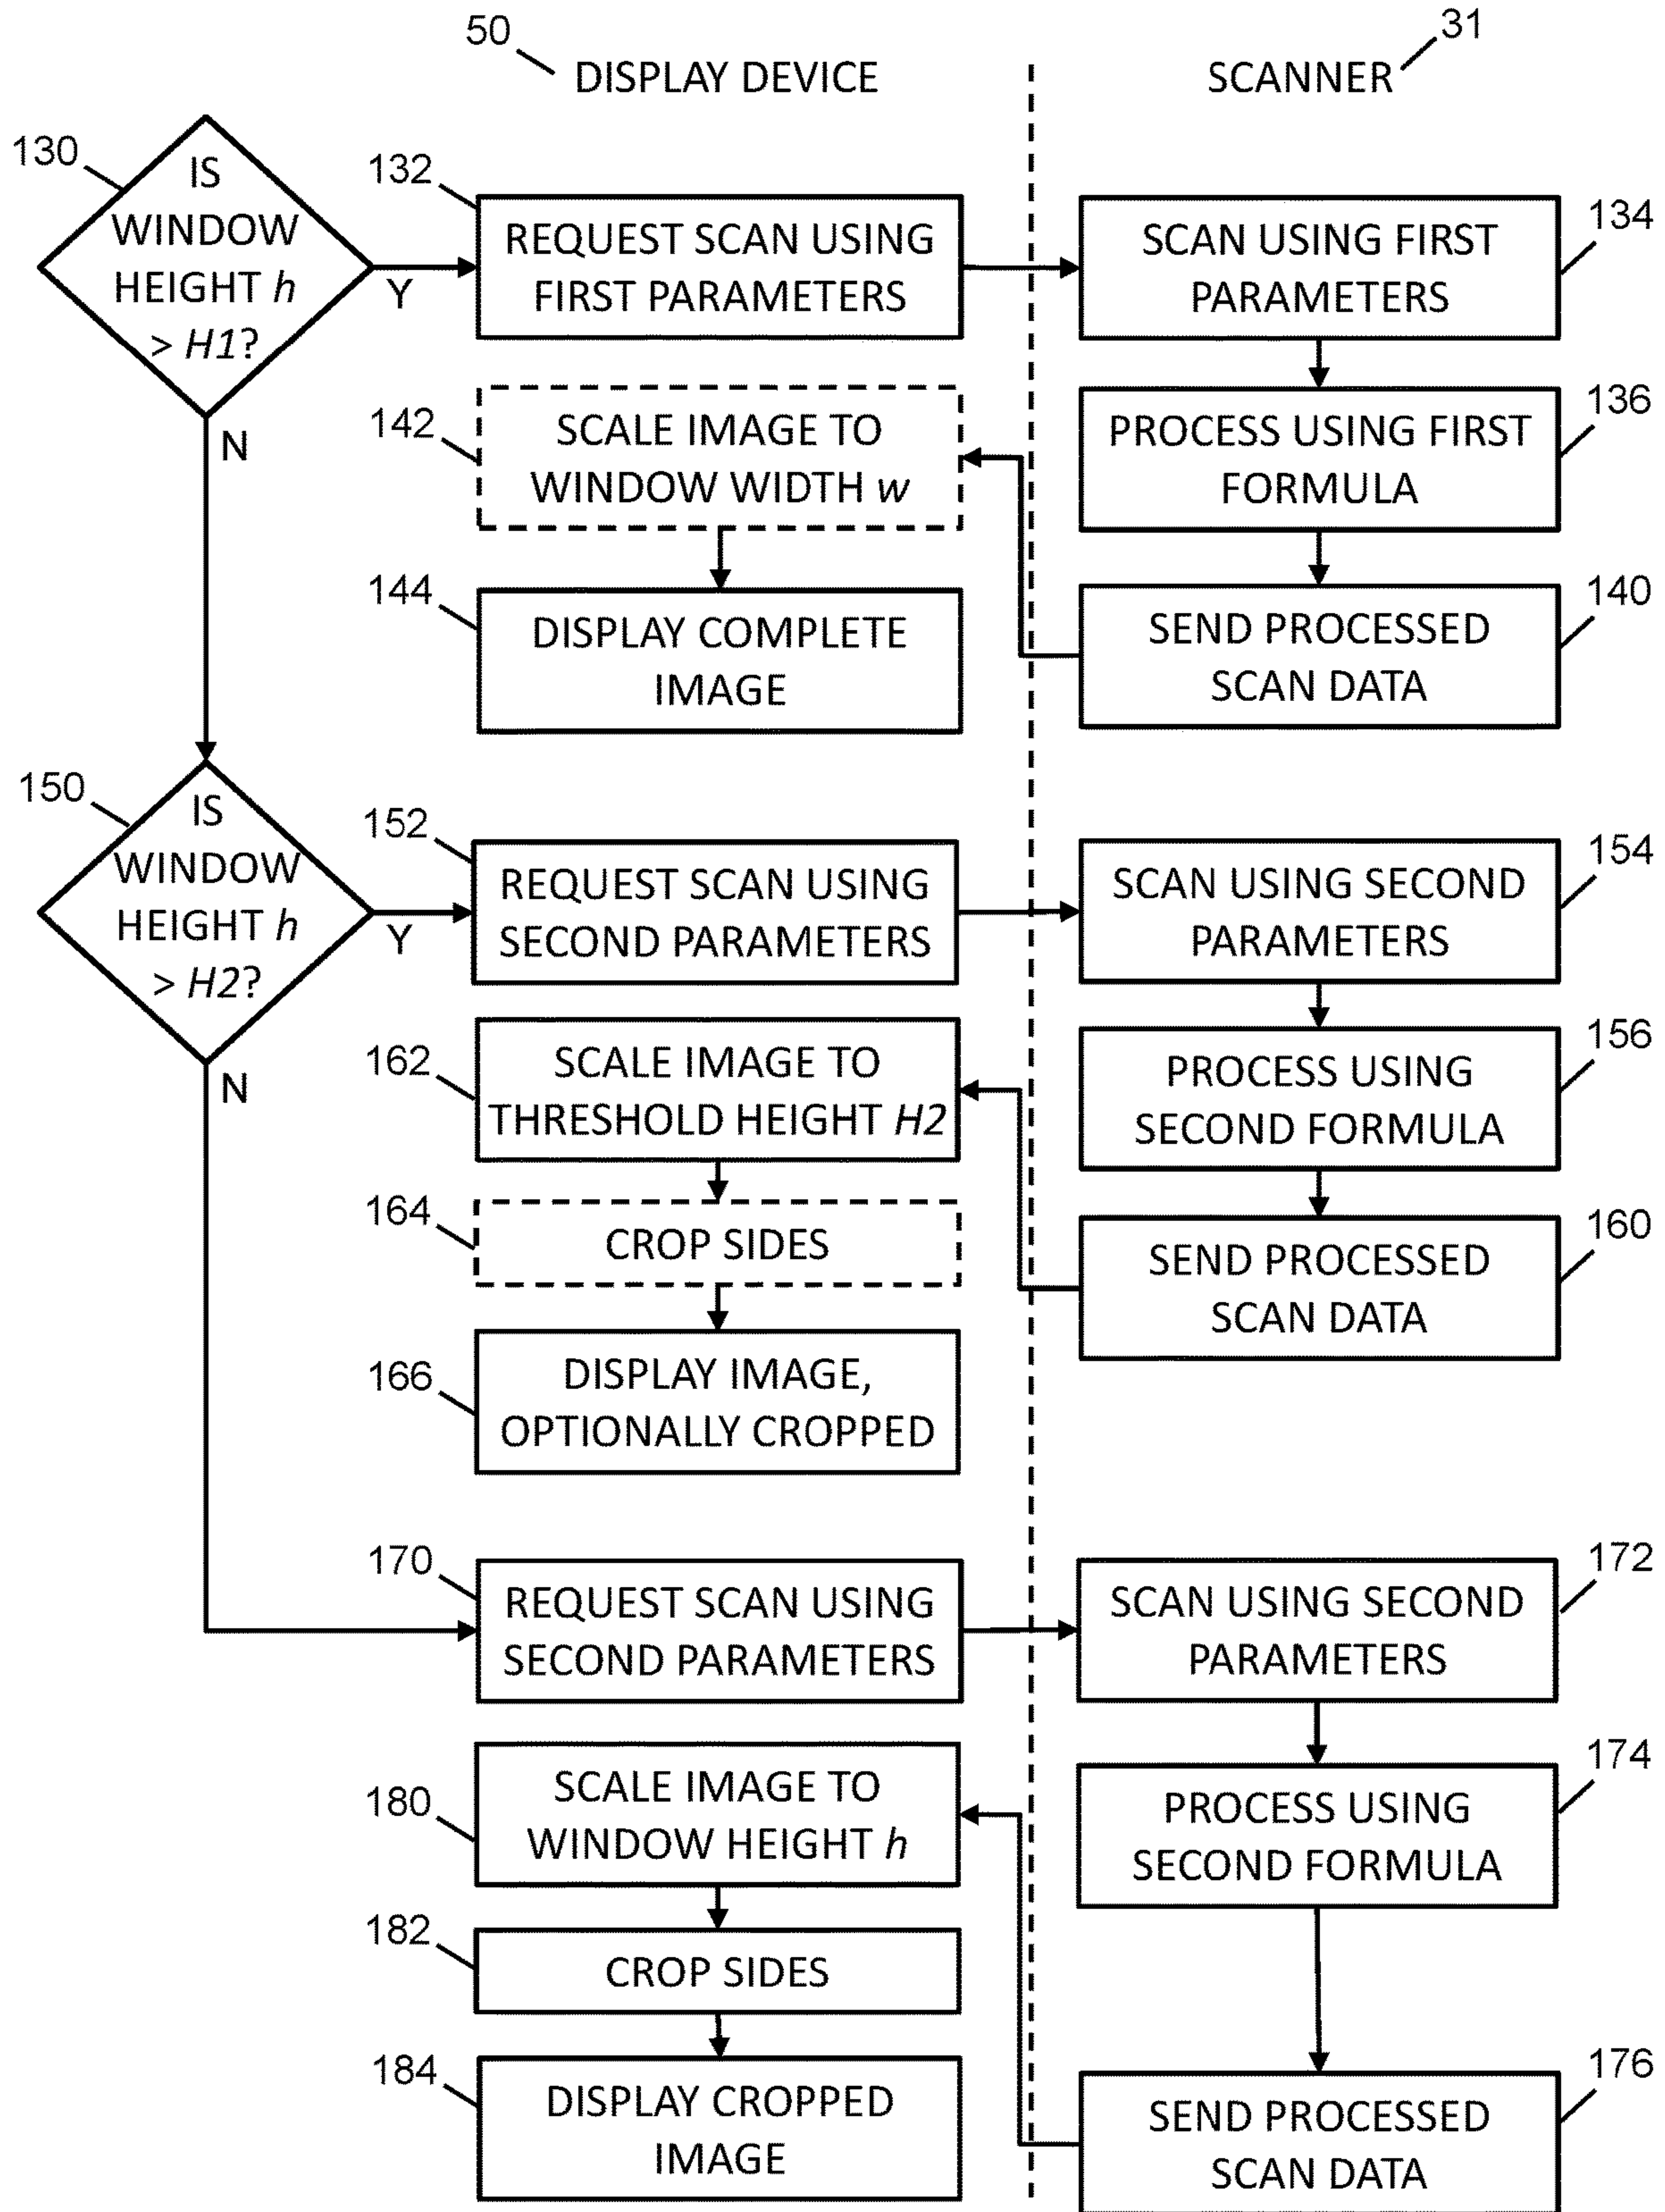 50
31
DISPLAY DEVICE
SCANNER
130
IS
WINDOW
HEIGHT h
> H1?
Y
N
132
REQUEST SCAN USING
FIRST PARAMETERS
134
SCAN USING FIRST
PARAMETERS
136
PROCESS USING FIRST
FORMULA
140
SEND PROCESSED
SCAN DATA
142
SCALE IMAGE TO
WINDOW WIDTH w
144
DISPLAY COMPLETE
IMAGE
150
IS
WINDOW
HEIGHT h
> H2?
Y
N
152
REQUEST SCAN USING
SECOND PARAMETERS
154
SCAN USING SECOND
PARAMETERS
156
PROCESS USING
SECOND FORMULA
160
SEND PROCESSED
SCAN DATA
162
SCALE IMAGE TO
THRESHOLD HEIGHT H2
164
CROP SIDES
166
DISPLAY IMAGE,
OPTIONALLY CROPPED
170
REQUEST SCAN USING
SECOND PARAMETERS
172
SCAN USING SECOND
PARAMETERS
174
PROCESS USING
SECOND FORMULA
176
SEND PROCESSED
SCAN DATA
180
SCALE IMAGE TO
WINDOW HEIGHT h
182
CROP SIDES
184
DISPLAY CROPPED
IMAGE